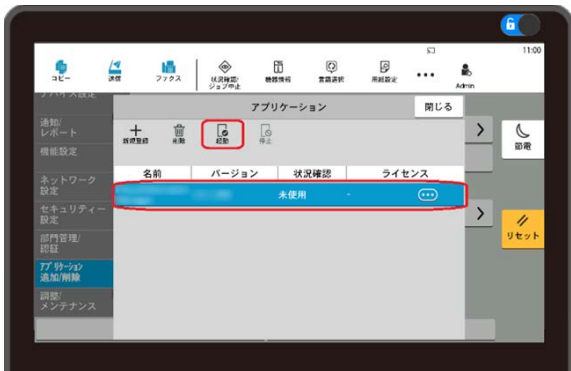 11:00
コピー
送信
ファクス
状況確認/
ジョブ中止
機器情報
言語選択
用紙設定
Admin
デバイス設定
アプリケーション
閉じる
通知/
レポート
新規登録
削除
起動
停止
節電
機能設定
名前
バージョン
状況確認
ライセンス
ネットワーク
設定
未使用
-
セキュリティー
設定
リセット
部門管理/
認証
アプリケーション
追加/削除
調整/
メンテナンス